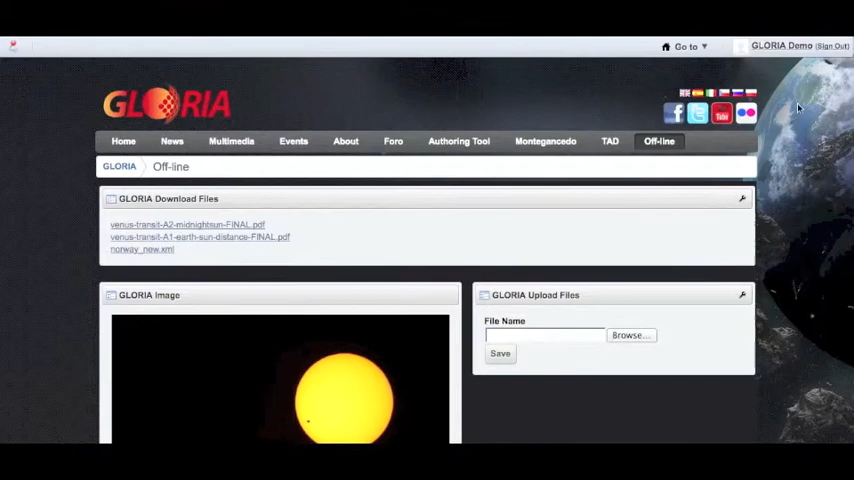 Go to
GLORIA Demo (Sign Out)
GLORIA
Home News Multimedia Events About Foro Authoring Tool Montegancedo TAD Off-line
GLORIA Off-line
GLORIA Download Files
venus-transit-A2-midnightsun-FINAL.pdf
venus-transit-A1-earth-sun-distance-FINAL.pdf
norway_new.xml
GLORIA Image
GLORIA Upload Files
File Name
Browse...
Save